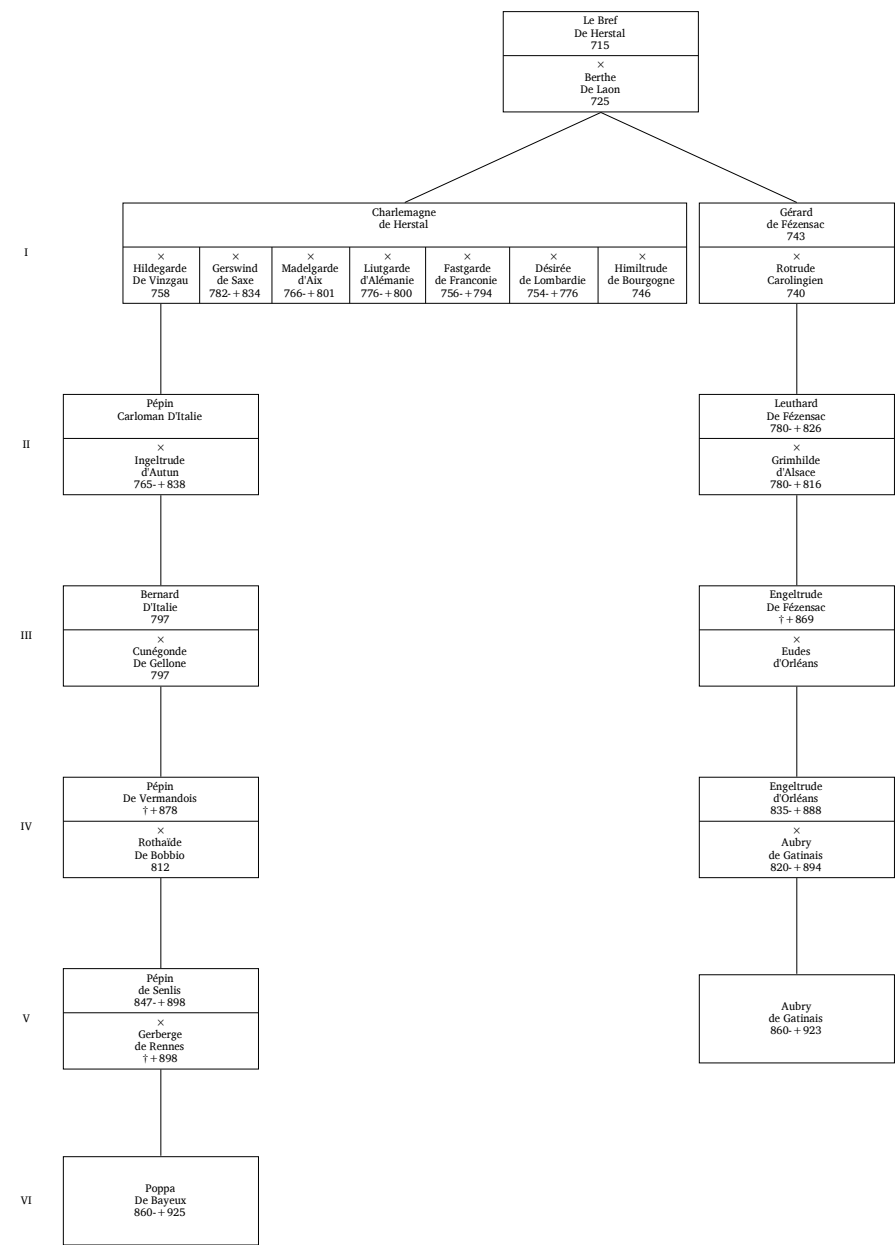 Le Bref
De Herstal
715
×
Berthe
De Laon
725
I
Charlemagne
de Herstal
×
Hildegarde
De Vinzgau
758
×
Gerswind
de Saxe
782-+834
×
Madelgarde
d'Aix
766-+801
×
Liutgarde
d'Alémanie
776-+800
×
Fastgarde
de Franconie
756-+794
×
Désirée
de Lombardie
754-+776
×
Himiltrude
de Bourgogne
746
Gérard
de Fézensac
743
×
Rotrude
Carolingien
740
II
Pépin
Carloman D'Italie
×
Ingeltrude
d'Autun
765-+838
Leuthard
De Fézensac
780-+826
×
Grimhilde
d'Alsace
780-+816
III
Bernard
D'Italie
797
×
Cunégonde
De Gellone
797
Engeltrude
De Fézensac
†+869
×
Eudes
d'Orléans
IV
Pépin
De Vermandois
†+878
×
Rothaïde
De Bobbio
812
Engeltrude
d'Orléans
835-+888
×
Aubry
de Gatinais
820-+894
V
Pépin
de Senlis
847-+898
×
Gerberge
de Rennes
†+898
Aubry
de Gatinais
860-+923
VI
Poppa
De Bayeux
860-+925